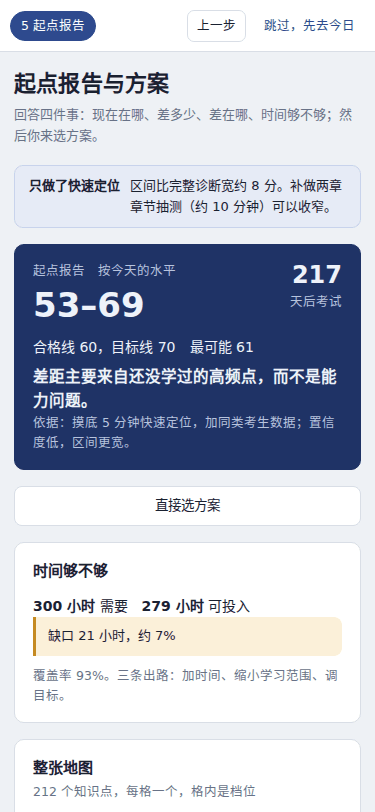 5 起点报告
上一步
跳过，先去今日
起点报告与方案
回答四件事：现在在哪、差多少、差在哪、时间够不够；然
后你来选方案。
只做了快速定位
区间比完整诊断宽约 8 分。补做两章
章节抽测（约 10 分钟）可以收窄。
起点报告 按今天的水平
217
53–69
天后考试
合格线 60，目标线 70 最可能 61
差距主要来自还没学过的高频点，而不是能
力问题。
依据：摸底 5 分钟快速定位，加同类考生数据；置信
度低，区间更宽。
直接选方案
时间够不够
300 小时 需要 279 小时 可投入
缺口 21 小时，约 7%
覆盖率 93%。三条出路：加时间、缩小学习范围、调
目标。
整张地图
212 个知识点，每格一个，格内是档位